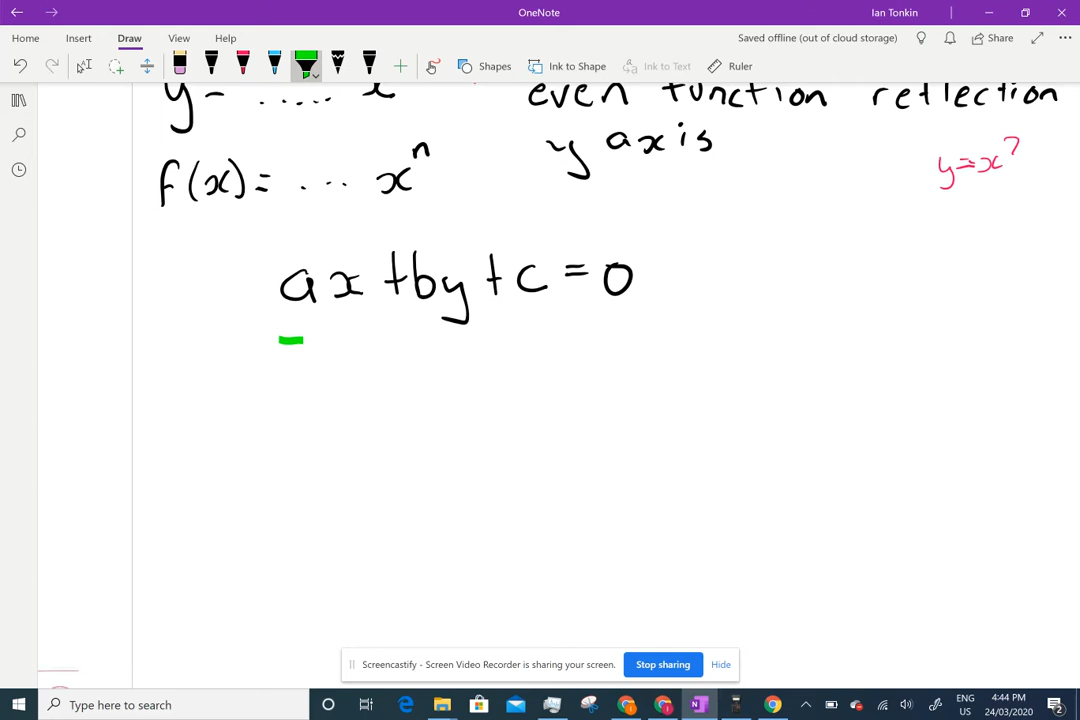 OneNote
Ian Tonkin
Home Insert Draw View Help
Saved offline (out of cloud storage)
Share
Shapes
Ink to Shape
Ink to Text
Ruler
y = ..... x
even function reflection
y axis
y=x⁷
f(x)= ... xⁿ
ax +by + c = 0
Screencastify - Screen Video Recorder is sharing your screen.
Stop sharing
Hide
Type here to search
ENG
US
4:44 PM
24/03/2020
2